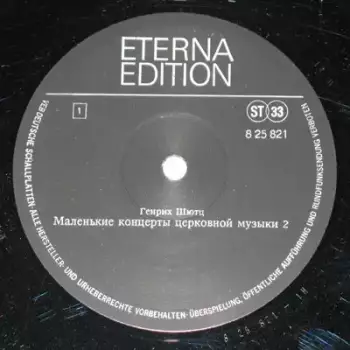 ETERNA
EDITION
1
ST 33
8 25 821
Генрих Шютц
Маленькие концерты церковной музыки 2
VEB DEUTSCHE SCHALLPLATTEN · ALLE HERSTELLER- UND URHEBERRECHTE VORBEHALTEN · ÜBERSPIELUNG, ÖFFENTLICHE AUFFÜHRUNG UND RUNDFUNKSENDUNG VERBOTEN